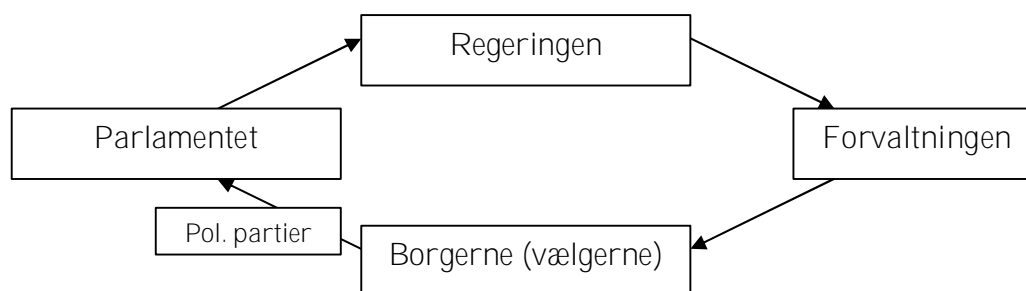 Regeringen
Parlamentet
Forvaltningen
Pol. partier
Borgerne (vælgerne)